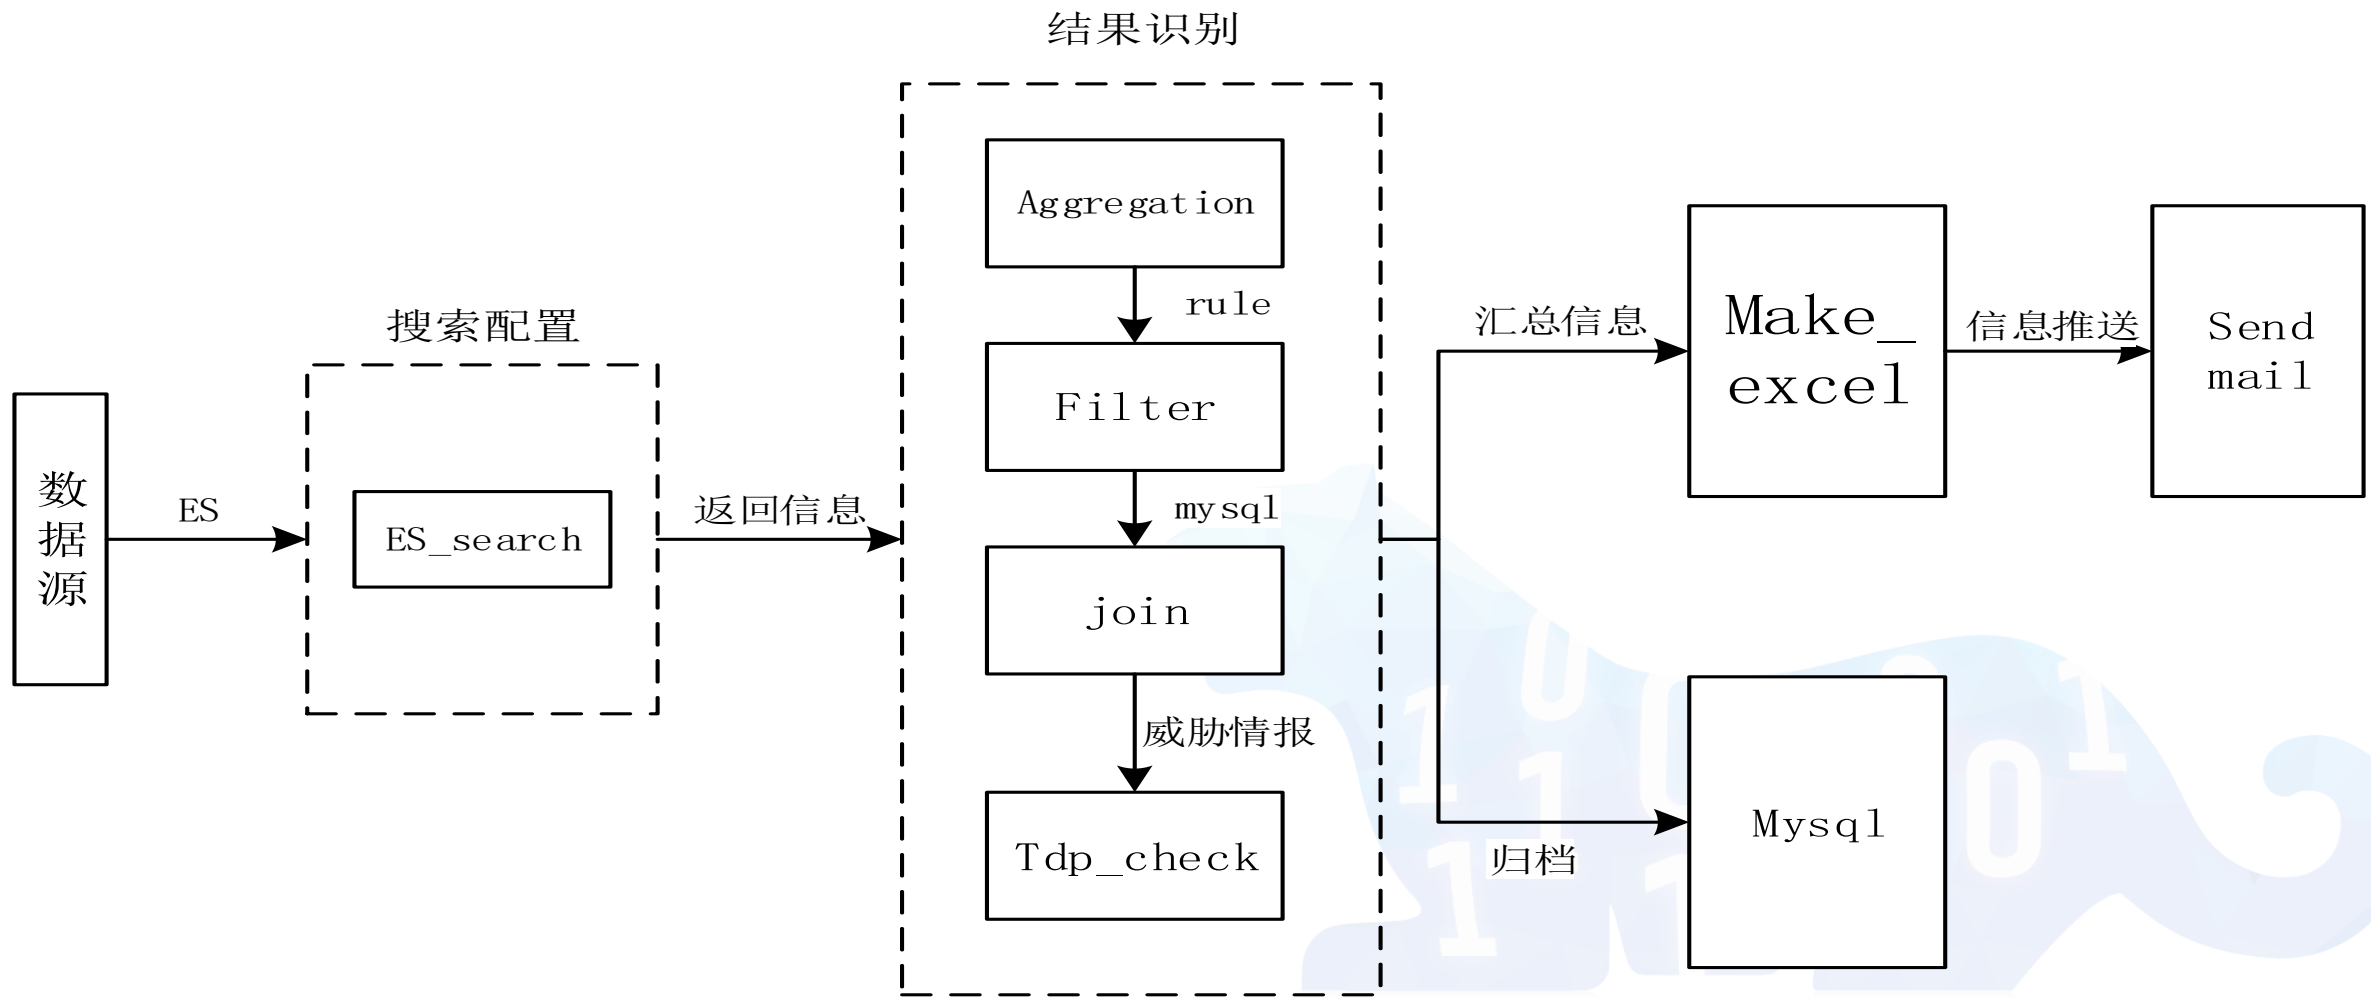 结果识别
Aggregation
rule
Filter
mysql
join
威胁情报
Tdp_check
搜索配置
ES_search
数
据
源
ES
返回信息
汇总信息
Make_
excel
信息推送
Send
mail
归档
Mysql